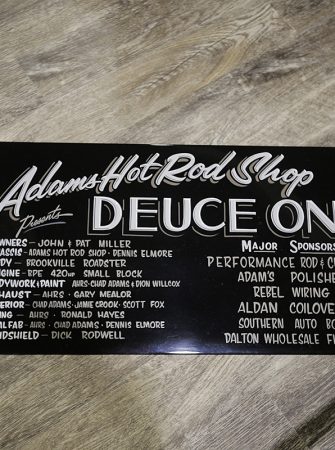 Adams Hot Rod Shop
Presents
DEUCE ON
WNERS – JOHN & PAT MILLER
ASSIS – ADAMS HOT ROD SHOP · DENNIS ELMORE
DY – BROOKVILLE ROADSTER
GINE – BPE 420HP SMALL BLOCK
DYWORK & PAINT AHRS · CHAD ADAMS & DION WILLCOX
HAUST – AHRS · GARY MEALOR
ERIOR – CHAD ADAMS · JAMIE CROOK · SCOTT FOX
ING – AHRS · RONALD HAYES
ALFAB – AHRS · CHAD ADAMS · DENNIS ELMORE
DSHIELD – DICK RODWELL
MAJOR SPONSORS
PERFORMANCE ROD & C
ADAM'S POLISHE
REBEL WIRING
ALDAN COILOVE
SOUTHERN AUTO BO
DALTON WHOLESALE F